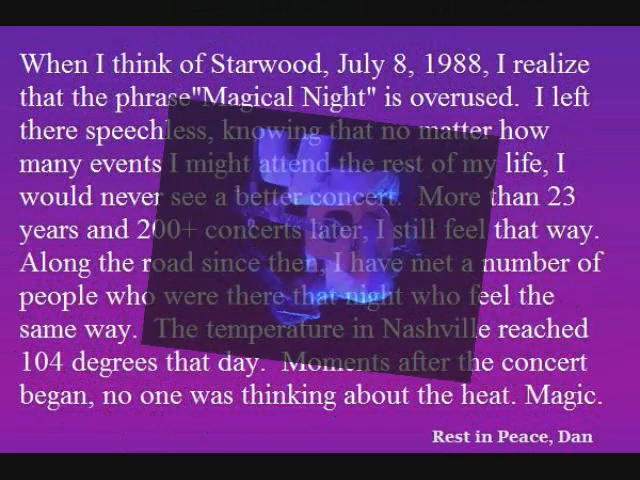 When I think of Starwood, July 8, 1988, I realize
that the phrase"Magical Night" is overused.  I left
there speechless, knowing that no matter how
many events I might attend the rest of my life, I
would never see a better concert.  More than 23
years and 200+ concerts later, I still feel that way.
Along the road since then, I have met a number of
people who were there that night who feel the
same way.  The temperature in Nashville reached
104 degrees that day.  Moments after the concert
began, no one was thinking about the heat. Magic.
Rest in Peace, Dan